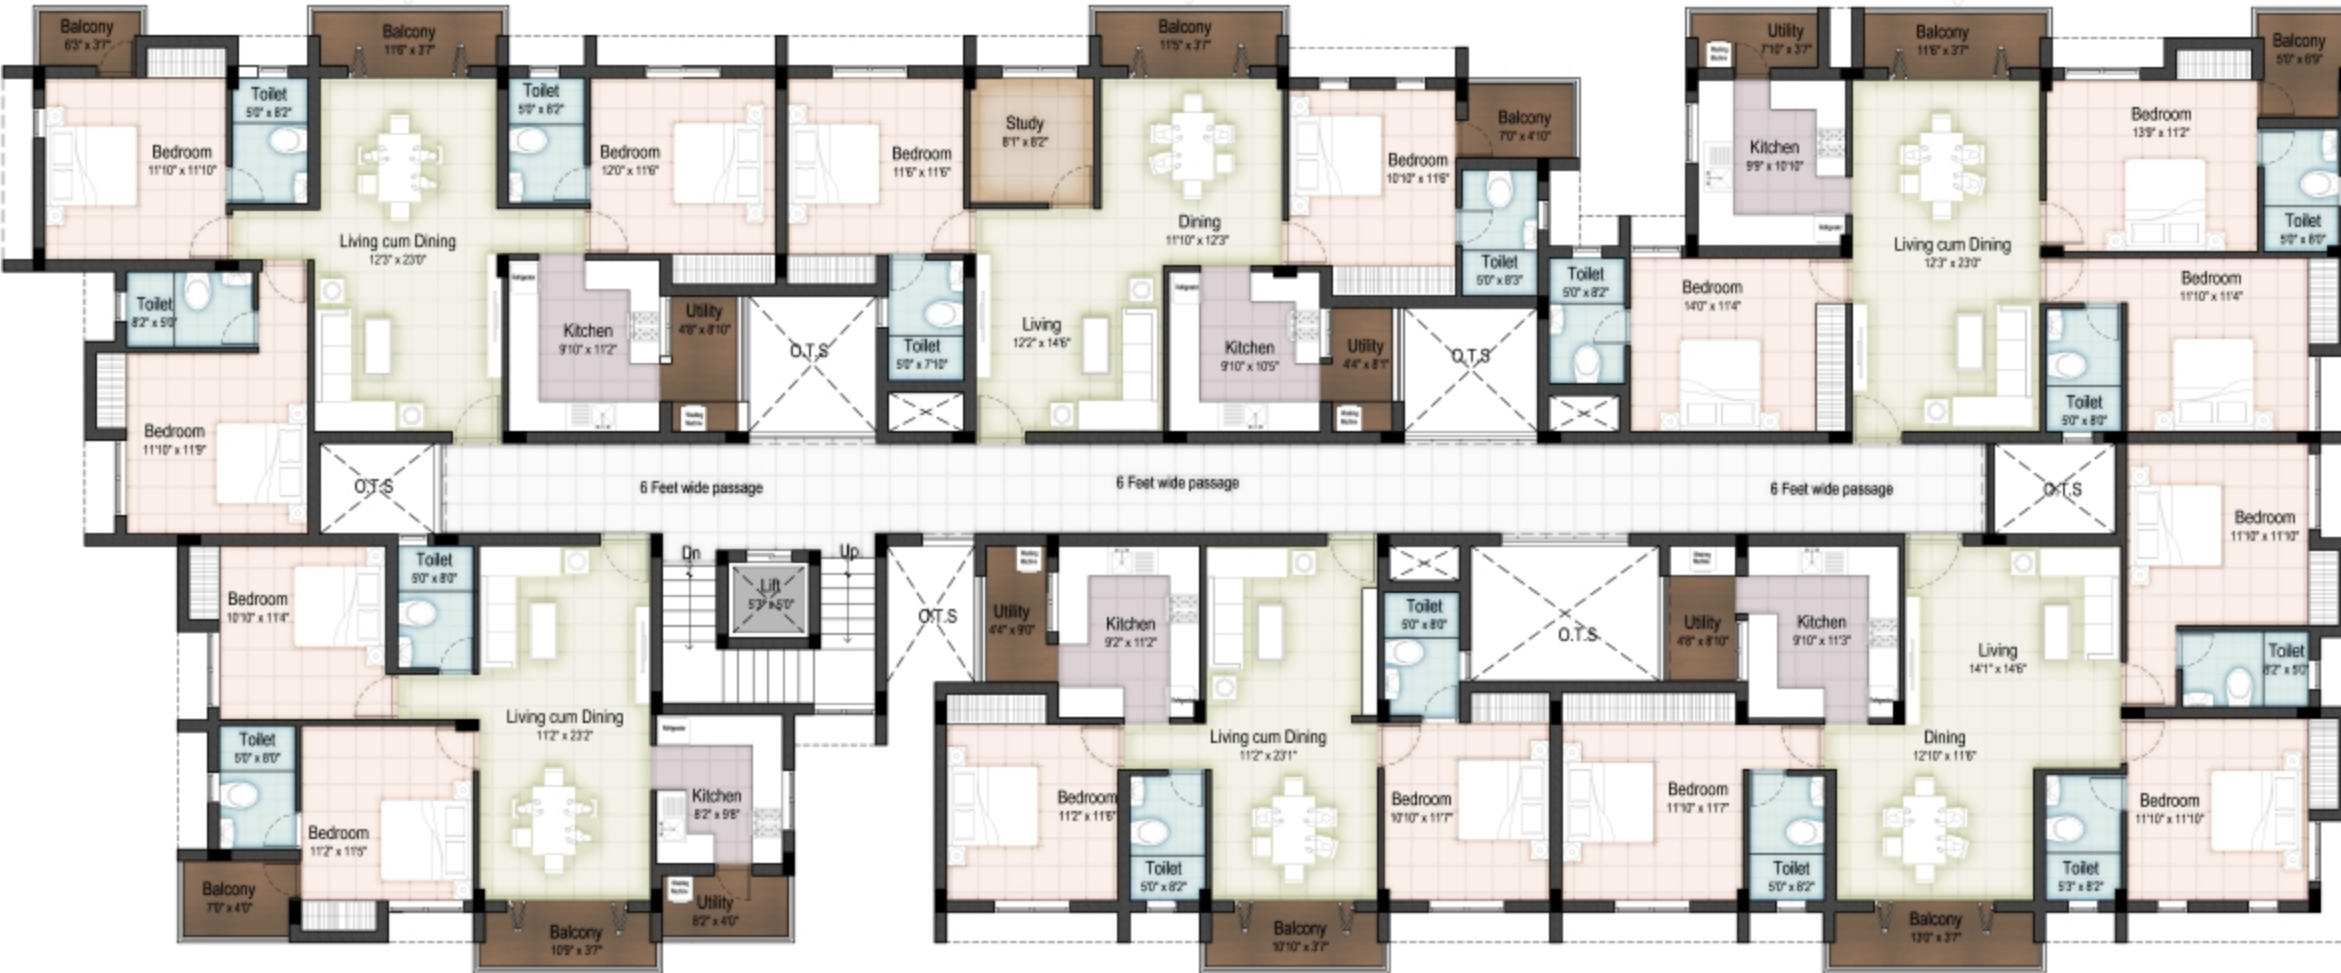 Balcony
6'3" x 3'7"
Balcony
11'6" x 3'7"
Balcony
11'5" x 3'7"
Utility
7'10" x 3'7"
Balcony
11'6" x 3'7"
Balcony
5'0" x 6'9"
Toilet
5'0" x 8'2"
Toilet
5'0" x 8'2"
Bedroom
11'10" x 11'10"
Bedroom
12'0" x 11'6"
Bedroom
11'6" x 11'6"
Study
8'1" x 8'2"
Balcony
7'0" x 4'10"
Bedroom
10'10" x 11'6"
Kitchen
9'9" x 10'10"
Bedroom
13'9" x 11'2"
Living cum Dining
12'3" x 23'0"
Dining
11'10" x 12'3"
Toilet
5'0" x 8'3"
Toilet
5'0" x 8'2"
Living cum Dining
12'3" x 23'0"
Toilet
5'0" x 8'0"
Toilet
8'2" x 5'0"
Bedroom
14'0" x 11'4"
Bedroom
11'10" x 11'4"
Kitchen
9'10" x 11'2"
Utility
4'8" x 8'10"
O.T.S
Toilet
5'0" x 7'10"
Living
12'2" x 14'6"
Kitchen
9'10" x 10'5"
Utility
4'4" x 8'1"
O.T.S
Toilet
5'0" x 8'0"
Bedroom
11'10" x 11'9"
O.T.S
6 Feet wide passage
6 Feet wide passage
6 Feet wide passage
O.T.S
Bedroom
11'10" x 11'10"
Dn
Up
Toilet
5'0" x 8'0"
Bedroom
10'10" x 11'4"
Lift
5'3" x 5'0"
O.T.S
Utility
4'4" x 9'0"
Kitchen
9'2" x 11'2"
Toilet
5'0" x 8'0"
O.T.S
Utility
4'8" x 8'10"
Kitchen
9'10" x 11'3"
Living
14'1" x 14'6"
Toilet
8'2" x 5'0"
Living cum Dining
11'2" x 23'2"
Living cum Dining
11'2" x 23'1"
Dining
12'10" x 11'6"
Toilet
5'0" x 8'0"
Bedroom
11'2" x 11'5"
Kitchen
8'2" x 9'8"
Bedroom
11'2" x 11'6"
Bedroom
10'10" x 11'7"
Bedroom
11'10" x 11'7"
Bedroom
11'10" x 11'10"
Toilet
5'0" x 8'2"
Toilet
5'0" x 8'2"
Toilet
5'3" x 8'2"
Balcony
7'0" x 4'0"
Utility
8'2" x 4'0"
Balcony
10'9" x 3'7"
Balcony
10'10" x 3'7"
Balcony
13'0" x 3'7"